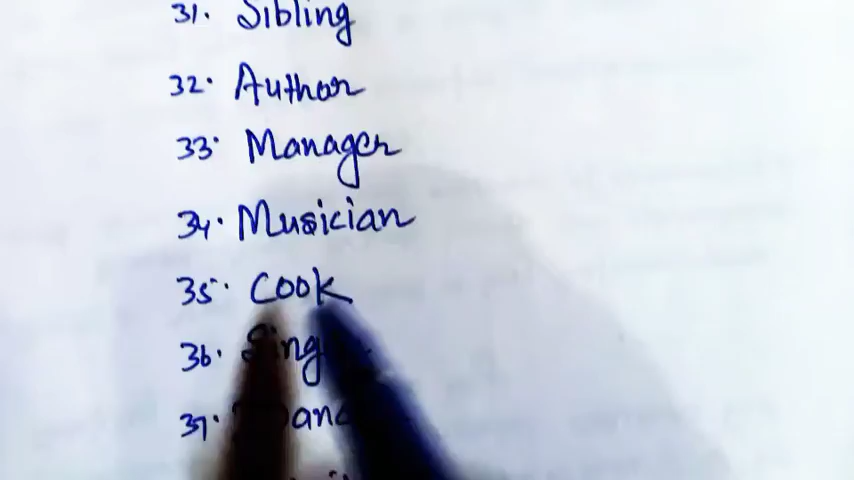 31. Sibling
32. Author
33. Manager
34. Musician
35. Cook
36.
37.